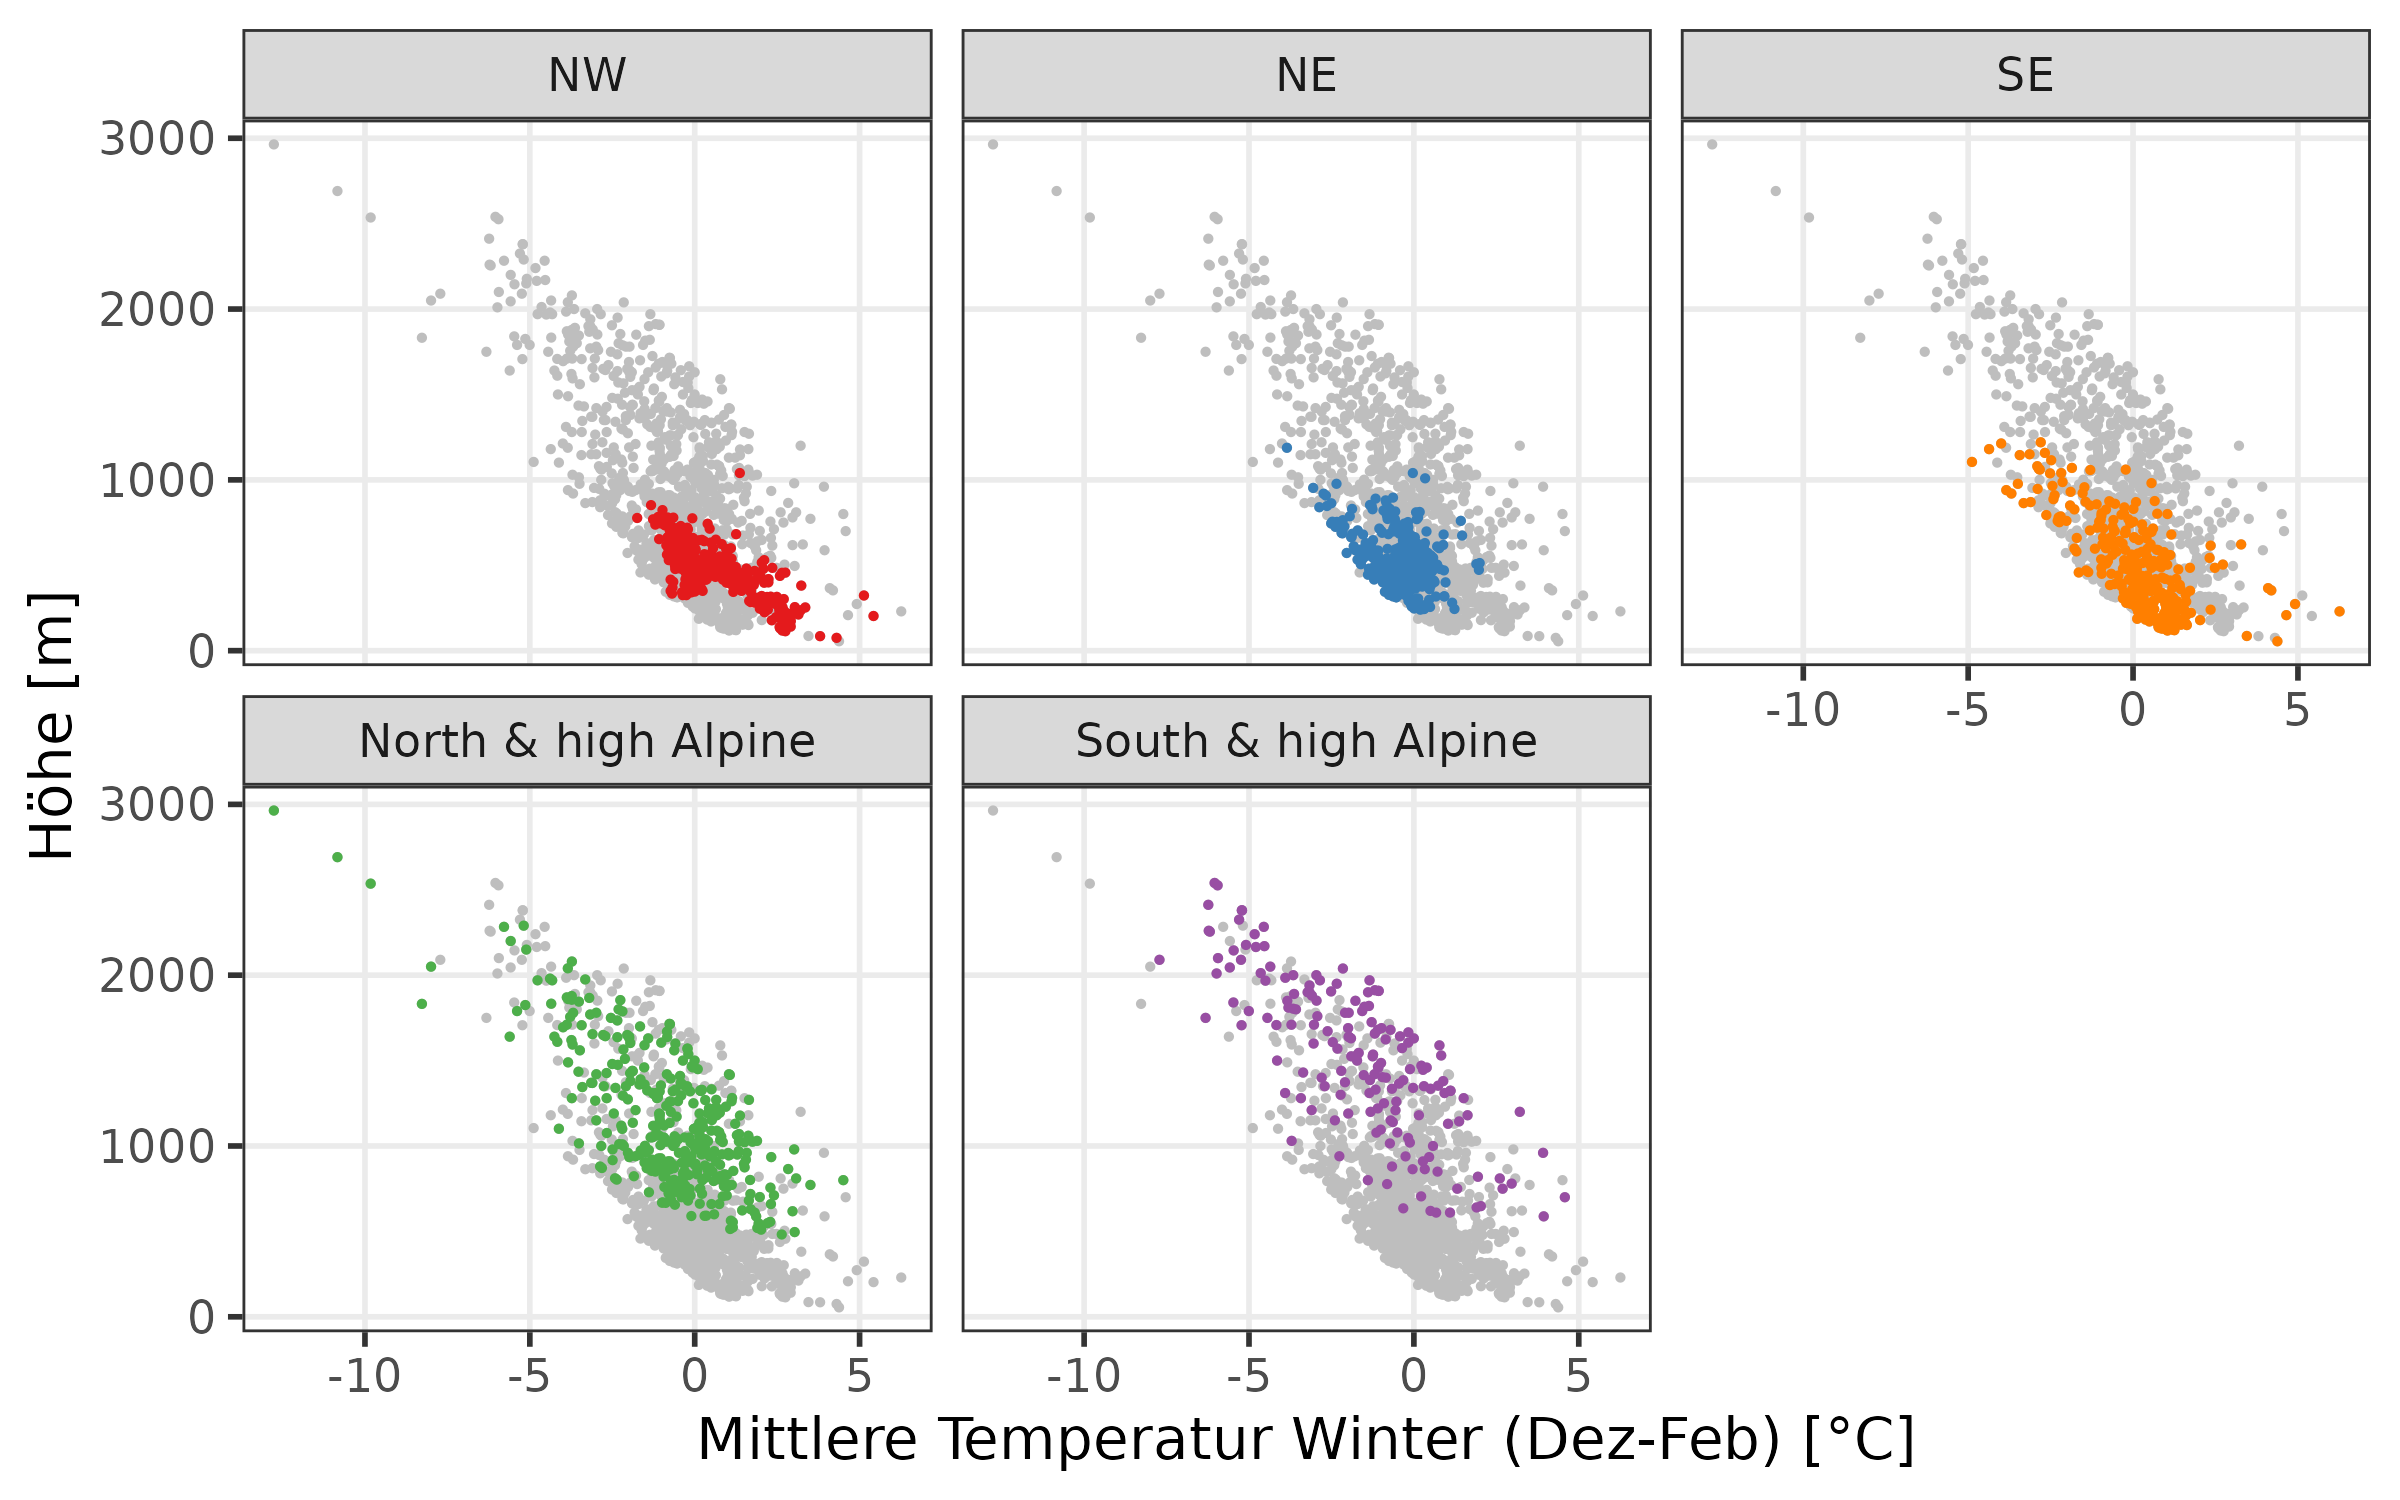 NW
NE
SE
3000
2000
1000
0
-10 -5 0 5
North & high Alpine
South & high Alpine
3000
2000
1000
0
-10 -5 0 5
-10 -5 0 5
Höhe [m]
Mittlere Temperatur Winter (Dez-Feb) [°C]